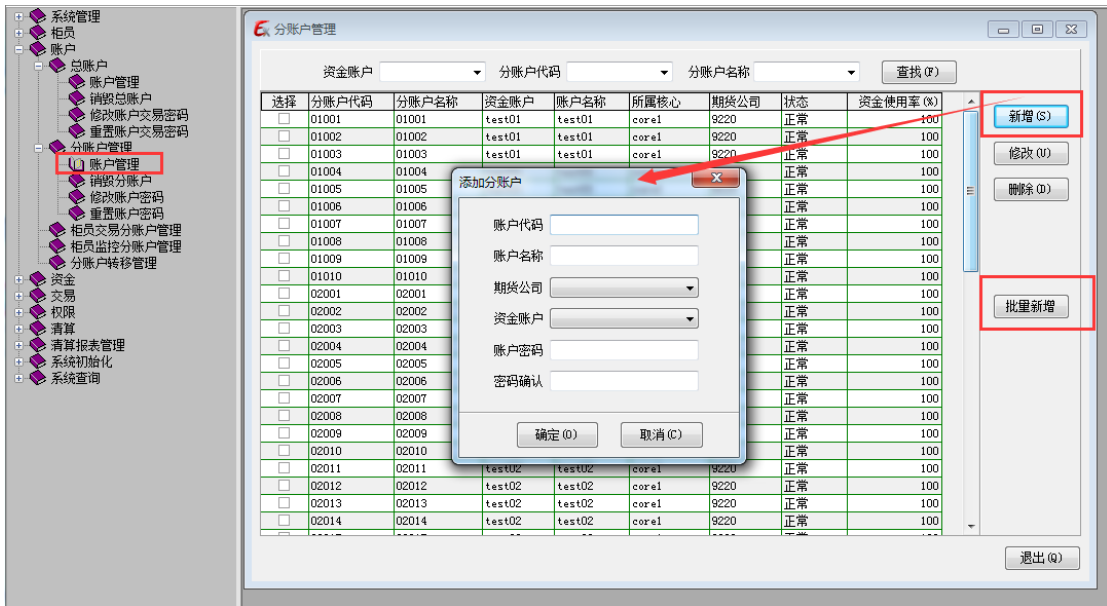 系统管理
柜员
账户
总账户
账户管理
销毁总账户
修改账户交易密码
重置账户交易密码
分账户管理
账户管理
销毁分账户
修改账户密码
重置账户密码
柜员交易分账户管理
柜员监控分账户管理
分账户转移管理
资金
交易
权限
清算
清算报表管理
系统初始化
系统查询
分账户管理
资金账户 分账户代码 分账户名称 查找(F)
选择 分账户代码 分账户名称 资金账户 账户名称 所属核心 期货公司 状态 资金使用率(%)
01001 01001 test01 test01 core1 9220 正常 100
01002 01002 test01 test01 core1 9220 正常 100
01003 01003 test01 test01 core1 9220 正常 100
01004 01004 正常 100
01005 01005 正常 100
01006 01006 正常 100
01007 01007 正常 100
01008 01008 正常 100
01009 01009 正常 100
01010 01010 正常 100
02001 02001 正常 100
02002 02002 正常 100
02003 02003 正常 100
02004 02004 正常 100
02005 02005 正常 100
02006 02006 正常 100
02007 02007 正常 100
02008 02008 正常 100
02009 02009 正常 100
02010 02010 正常 100
02011 02011 test02 test02 core1 9220 正常 100
02012 02012 test02 test02 core1 9220 正常 100
02013 02013 test02 test02 core1 9220 正常 100
02014 02014 test02 test02 core1 9220 正常 100
新增(S)
修改(U)
删除(D)
批量新增
退出(Q)
添加分账户
账户代码
账户名称
期货公司
资金账户
账户密码
密码确认
确定(O) 取消(C)